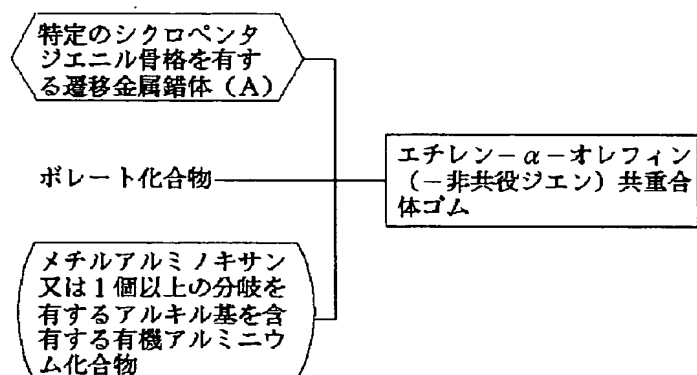 特定のシクロペンタ
ジエニル骨格を有す
る遷移金属錯体（A）
ボレート化合物
エチレン－α－オレフィン
（－非共役ジエン）共重合
体ゴム
メチルアルミノキサン
又は１個以上の分岐を
有するアルキル基を含
有する有機アルミニウ
ム化合物